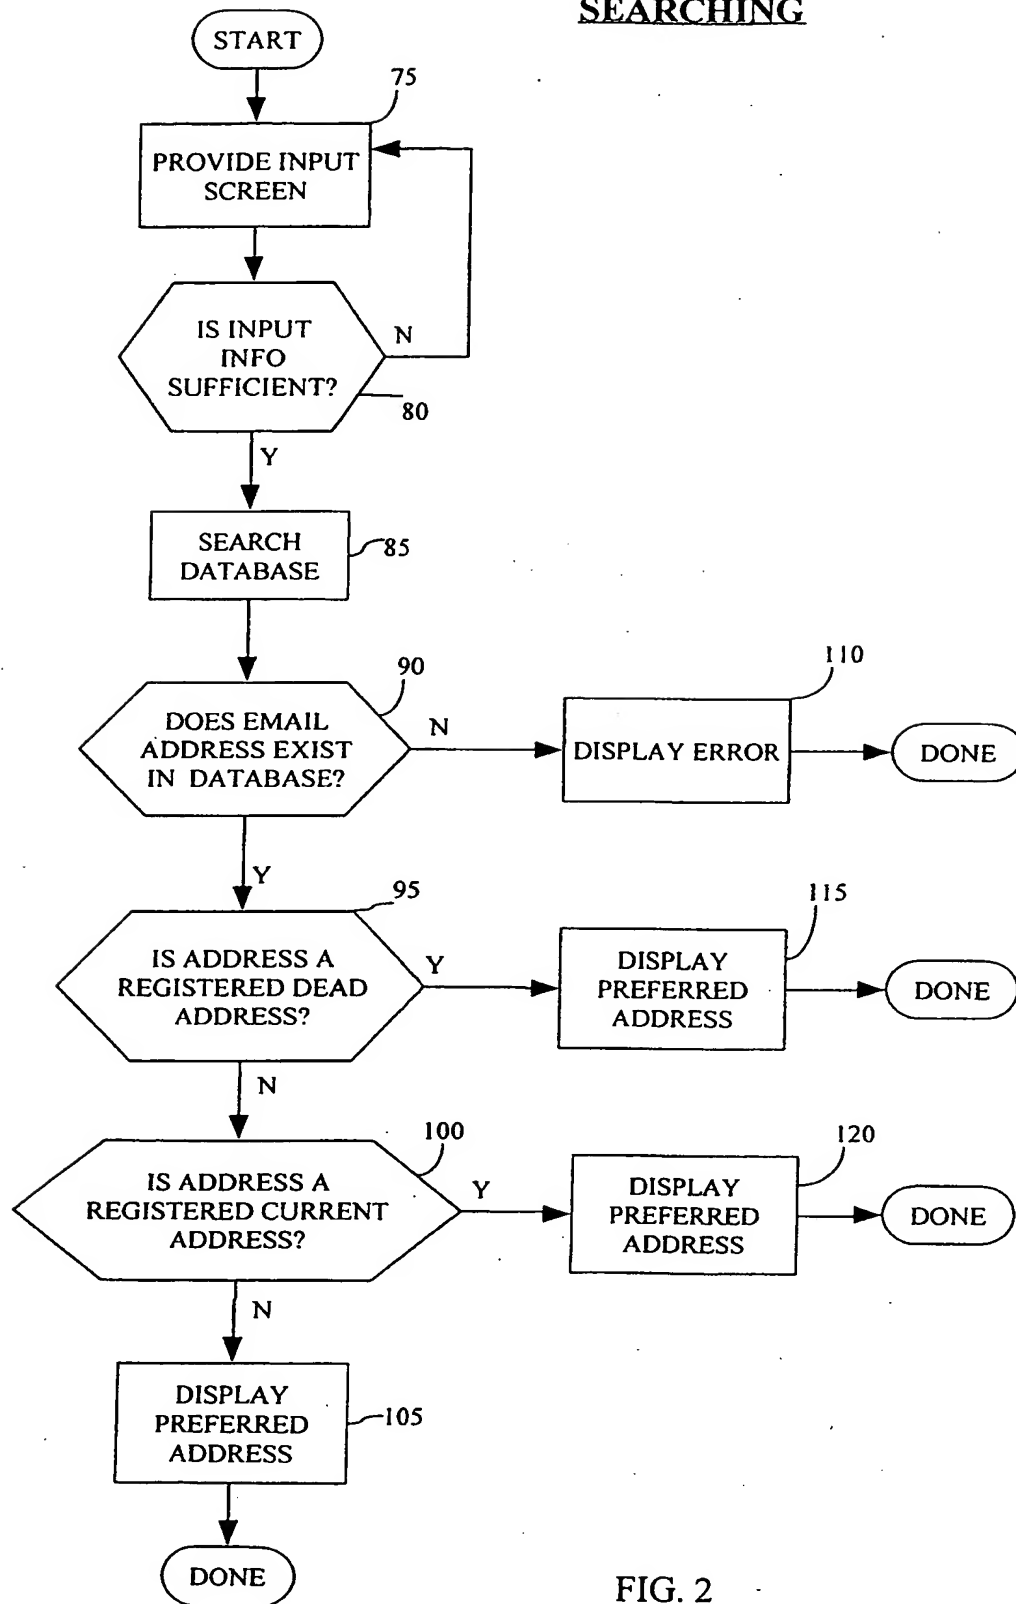 SEARCHING
START
75
PROVIDE INPUT
SCREEN
IS INPUT
INFO
SUFFICIENT?
N
80
Y
SEARCH
DATABASE
85
90
DOES EMAIL
ADDRESS EXIST
IN DATABASE?
N
110
DISPLAY ERROR
DONE
Y
95
IS ADDRESS A
REGISTERED DEAD
ADDRESS?
Y
115
DISPLAY
PREFERRED
ADDRESS
DONE
N
100
IS ADDRESS A
REGISTERED CURRENT
ADDRESS?
Y
120
DISPLAY
PREFERRED
ADDRESS
DONE
N
DISPLAY
PREFERRED
ADDRESS
105
DONE
FIG. 2